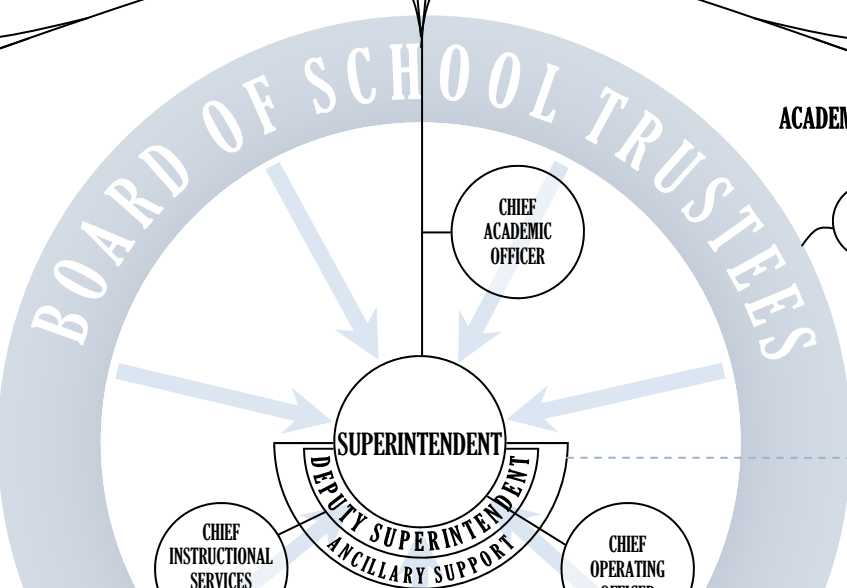 BOARD OF SCHOOL TRUSTEES
CHIEF
ACADEMIC
OFFICER
SUPERINTENDENT
DEPUTY SUPERINTENDENT
ANCILLARY SUPPORT
CHIEF
INSTRUCTIONAL
SERVICES
CHIEF
OPERATING